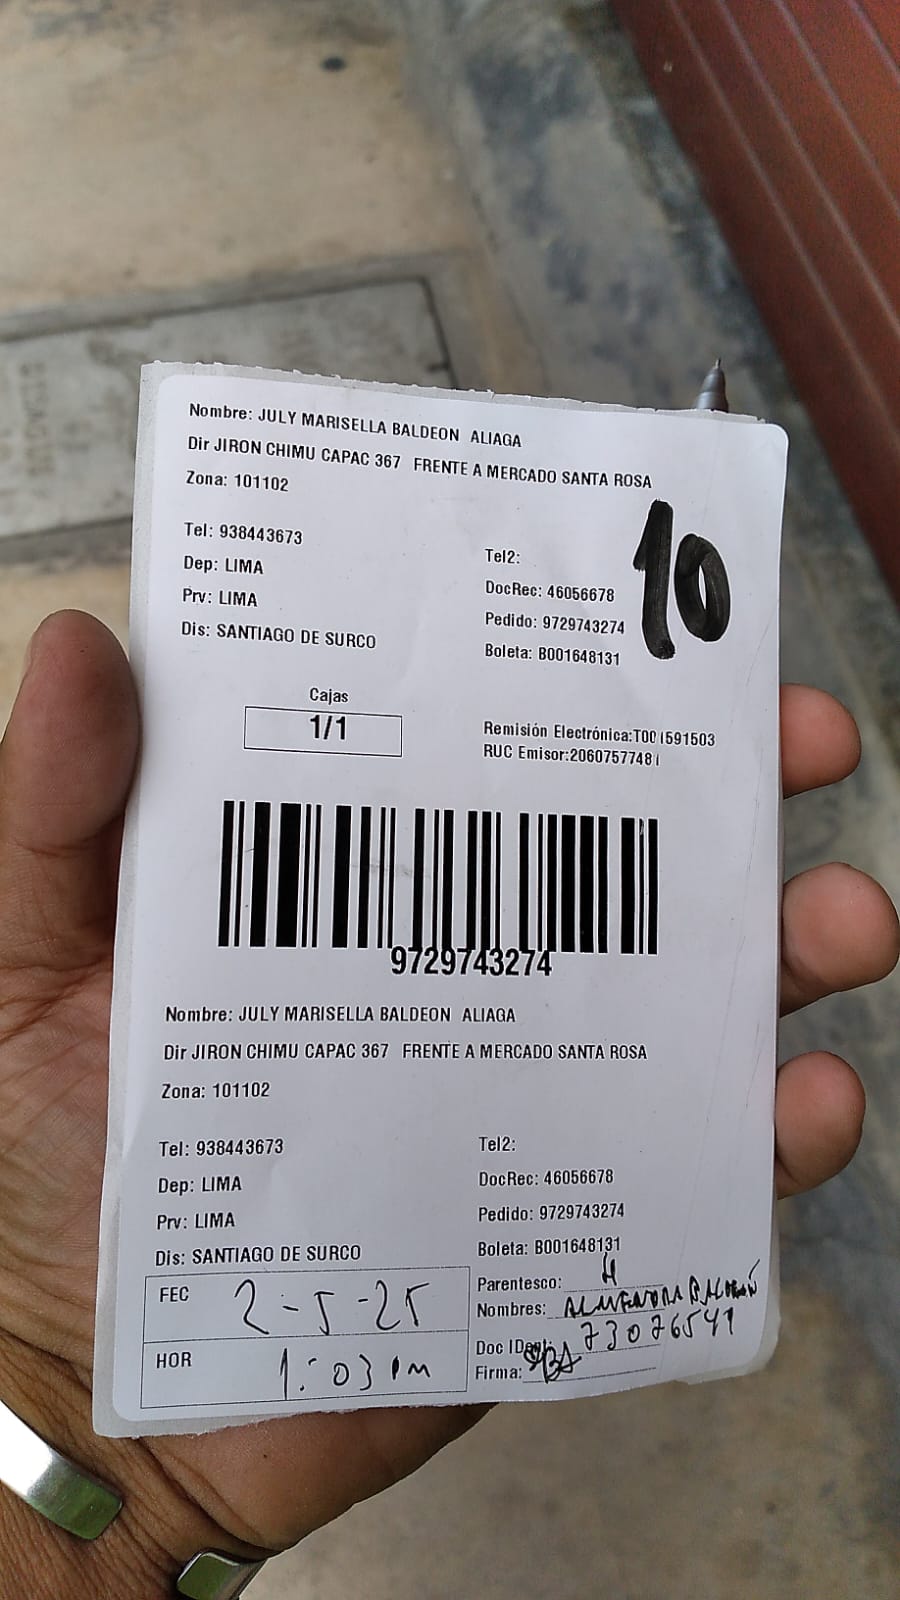 Nombre: JULY MARISELLA BALDEON ALIAGA
Dir JIRON CHIMU CAPAC 367 FRENTE A MERCADO SANTA ROSA
Zona: 101102
10
Tel: 938443673
Tel2:
Dep: LIMA
DocRec: 46056678
Prv: LIMA
Pedido: 9729743274
Dis: SANTIAGO DE SURCO
Boleta: B001648131
Cajas
1/1
Remisión Electrónica:T001591503
RUC Emisor:20607577481
9729743274
Nombre: JULY MARISELLA BALDEON ALIAGA
Dir JIRON CHIMU CAPAC 367 FRENTE A MERCADO SANTA ROSA
Zona: 101102
Tel: 938443673
Tel2:
Dep: LIMA
DocRec: 46056678
Prv: LIMA
Pedido: 9729743274
Dis: SANTIAGO DE SURCO
Boleta: B001648131
FEC 2-5-25
Parentesco: H
Nombres: ALMENDRA BALDEON
HOR 1:03 PM
Doc IDent: 73076541
Firma: